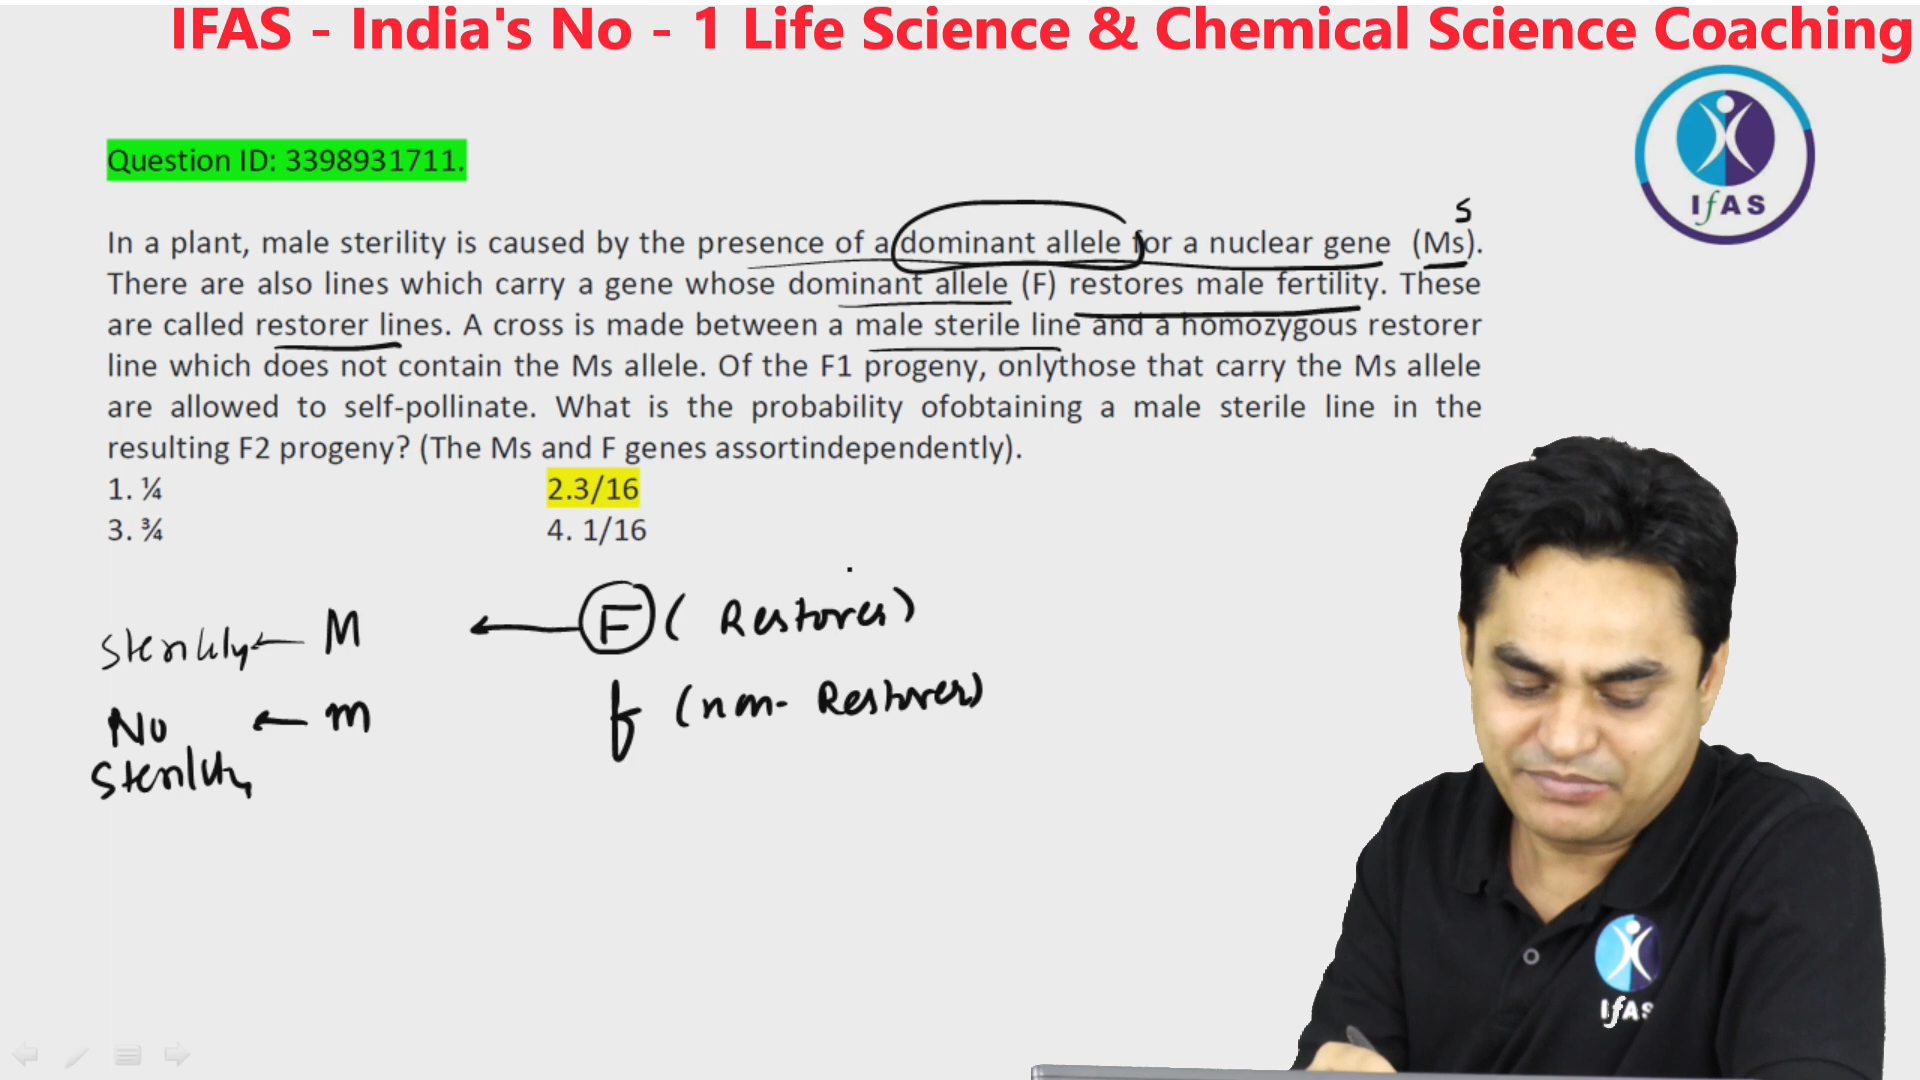 IFAS - India's No - 1 Life Science & Chemical Science Coaching
IfAS
Question ID: 3398931711.
s
In a plant, male sterility is caused by the presence of a dominant allele for a nuclear gene (Ms).
There are also lines which carry a gene whose dominant allele (F) restores male fertility. These
are called restorer lines. A cross is made between a male sterile line and a homozygous restorer
line which does not contain the Ms allele. Of the F1 progeny, onlythose that carry the Ms allele
are allowed to self-pollinate. What is the probability ofobtaining a male sterile line in the
resulting F2 progeny? (The Ms and F genes assortindependently).
1. ¼ 2.3/16
3. ¾ 4. 1/16
Sterility ← M ← F (Restorer)
No ← m f (non-Restorer)
Sterility
IfAS